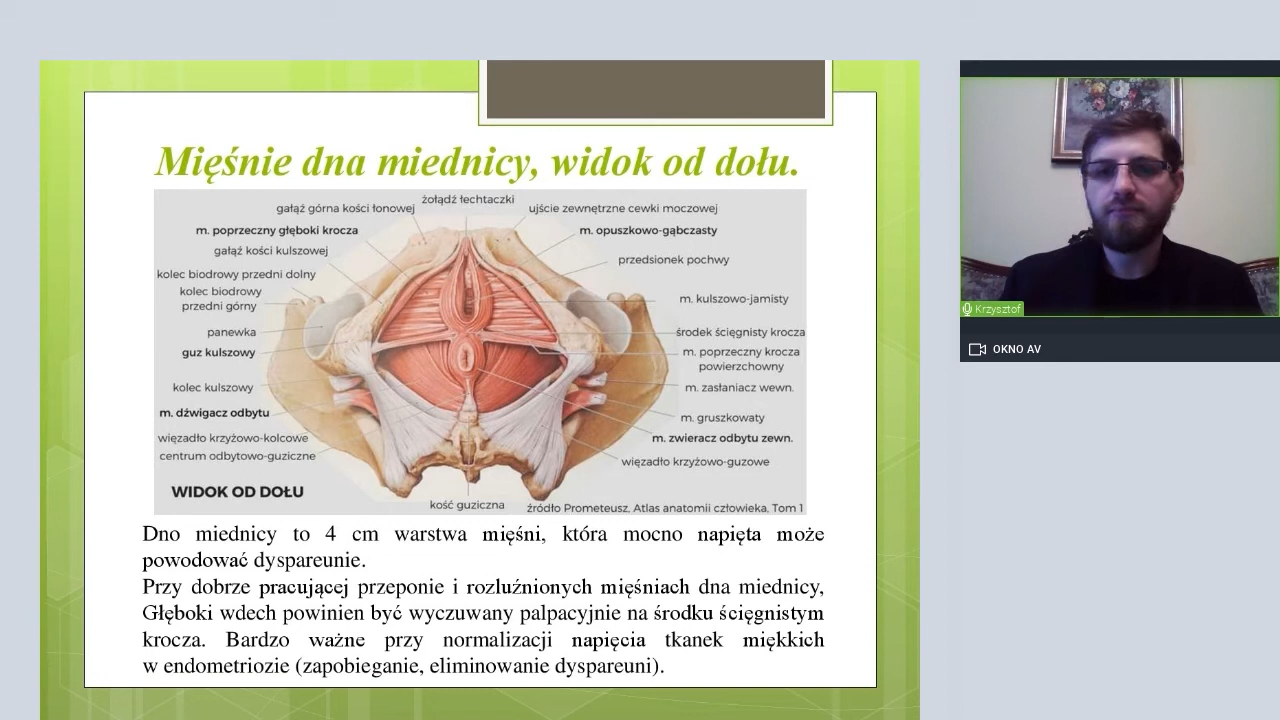 Mięśnie dna miednicy, widok od dołu.
żołądź łechtaczki
gałąź górna kości łonowej
ujście zewnętrzne cewki moczowej
m. poprzeczny głęboki krocza
m. opuszkowo-gąbczasty
gałąź kości kulszowej
przedsionek pochwy
kolec biodrowy przedni dolny
kolec biodrowy
przedni górny
m. kulszowo-jamisty
panewka
środek ścięgnisty krocza
guz kulszowy
m. poprzeczny krocza
powierzchowny
kolec kulszowy
m. zasłaniacz wewn.
m. dźwigacz odbytu
m. gruszkowaty
więzadło krzyżowo-kolcowe
m. zwieracz odbytu zewn.
centrum odbytowo-guziczne
więzadło krzyżowo-guzowe
WIDOK OD DOŁU
kość guziczna
źródło Prometeusz, Atlas anatomii człowieka, Tom 1
Dno miednicy to 4 cm warstwa mięśni, która mocno napięta może
powodować dyspareunie.
Przy dobrze pracującej przeponie i rozluźnionych mięśniach dna miednicy,
Głęboki wdech powinien być wyczuwany palpacyjnie na środku ścięgnistym
krocza. Bardzo ważne przy normalizacji napięcia tkanek miękkich
w endometriozie (zapobieganie, eliminowanie dyspareuni).
Krzysztof
OKNO AV